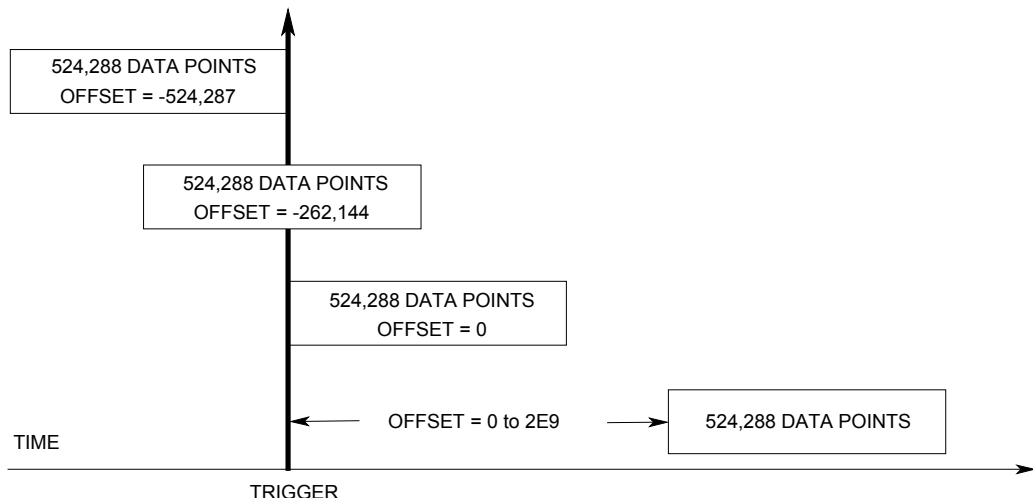 524,288 DATA POINTS
OFFSET = -524,287
524,288 DATA POINTS
OFFSET = -262,144
524,288 DATA POINTS
OFFSET = 0
OFFSET = 0 to 2E9
524,288 DATA POINTS
TIME
TRIGGER